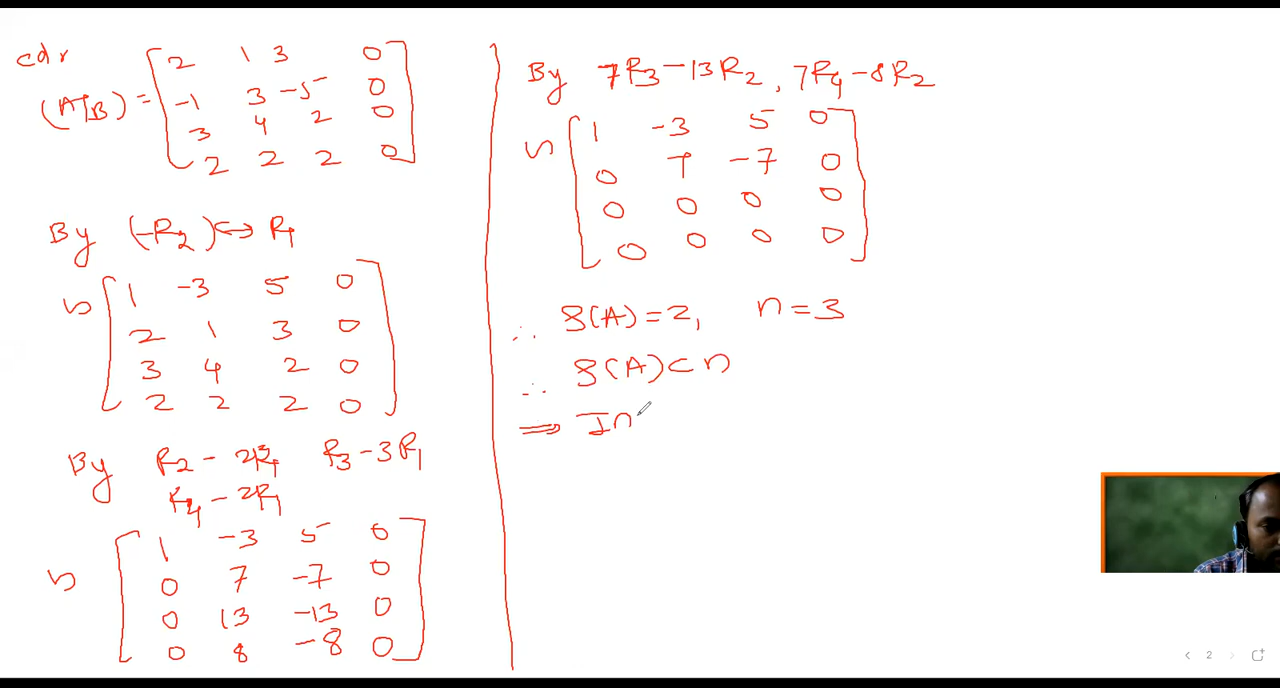 cdr
(A|B) = [ 2 1 3 0
-1 3 -5 0
3 4 2 0
2 2 2 0 ]
By (-R2) ↔ R1
~ [ 1 -3 5 0
2 1 3 0
3 4 2 0
2 2 2 0 ]
By R2 - 2R1 R3 - 3R1
R4 - 2R1
~ [ 1 -3 5 0
0 7 -7 0
0 13 -13 0
0 8 -8 0 ]
By 7R3 - 13R2, 7R4 - 8R2
~ [ 1 -3 5 0
0 7 -7 0
0 0 0 0
0 0 0 0 ]
∴ ρ(A) = 2, n = 3
∴ ρ(A) < n
⇒ In
2